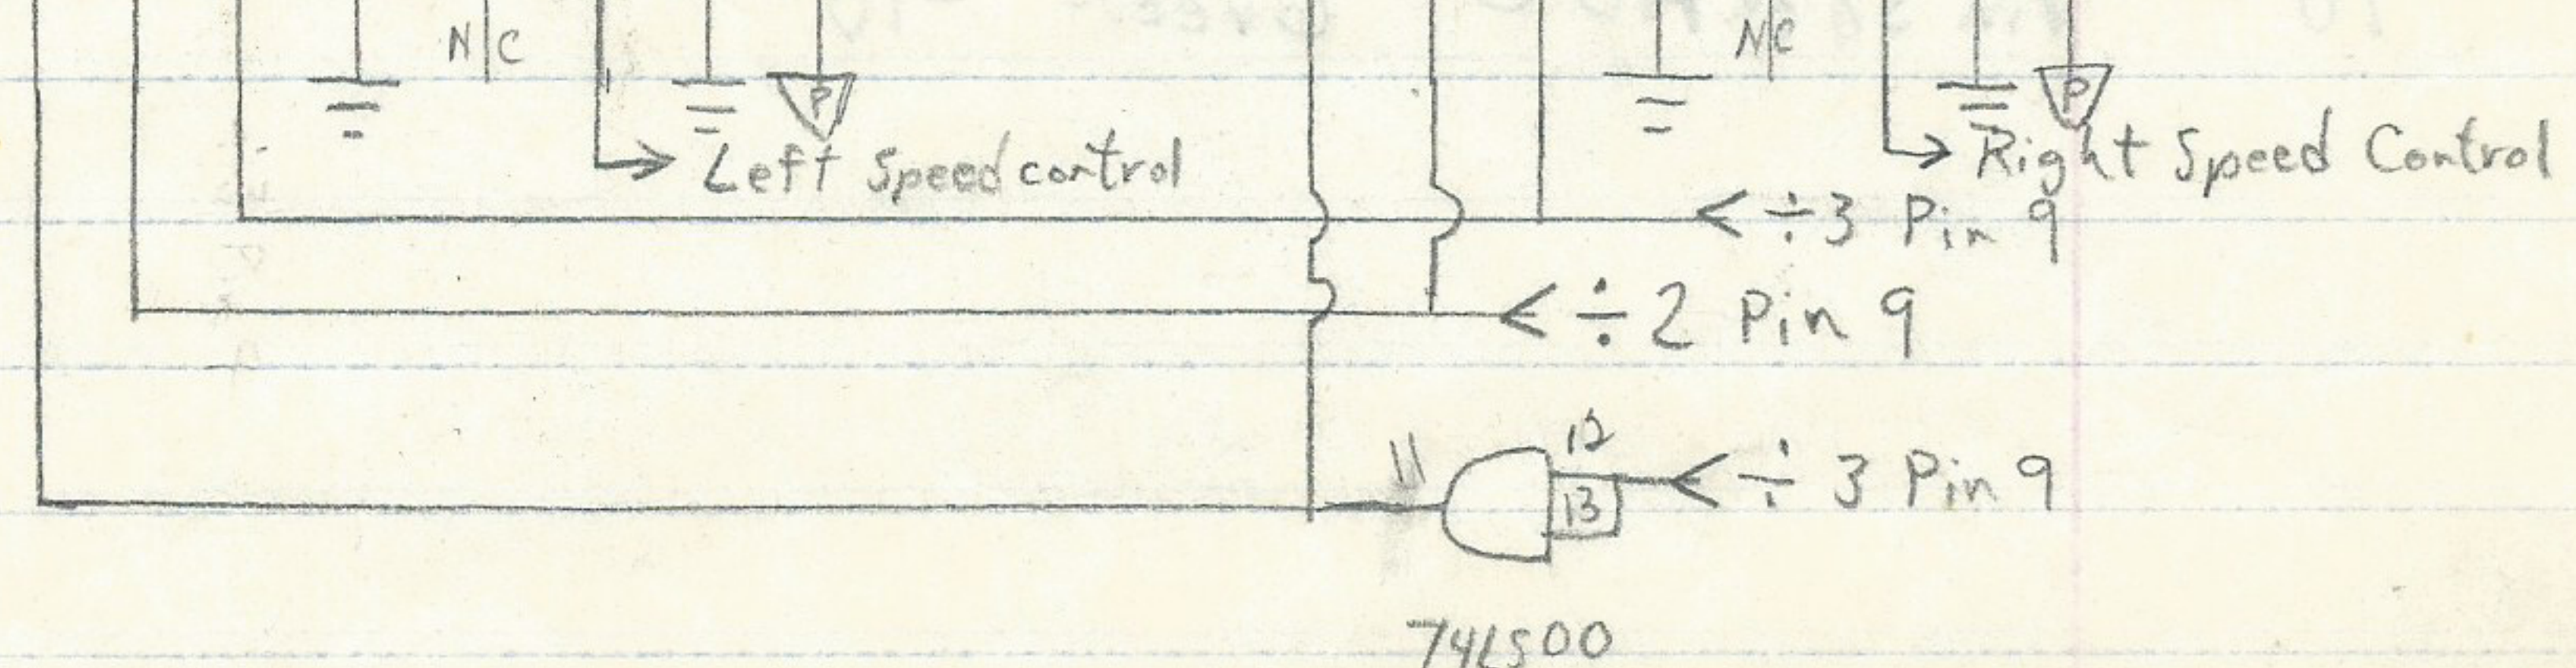 N C
NC
P
P
Left Speed control
Right Speed Control
< ÷3 Pin 9
< ÷2 Pin 9
12
11
13
< ÷ 3 Pin 9
74LS00